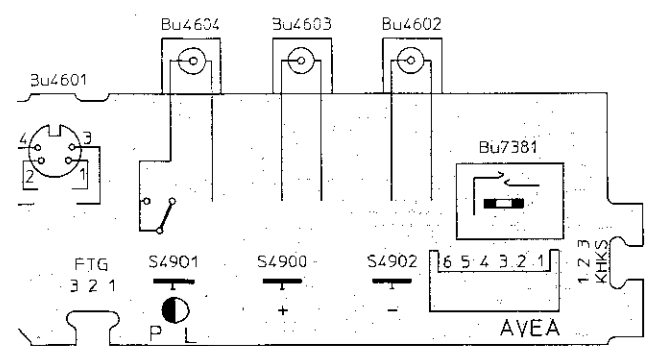 Bu4604 Bu4603 Bu4602
Bu4601
4 3
2 1
Bu7381
FTG
3 2 1
S4901 S4900 S4902
6 5 4 3 2 1
1 2 3
KHKS
+ -
P L
AVEA